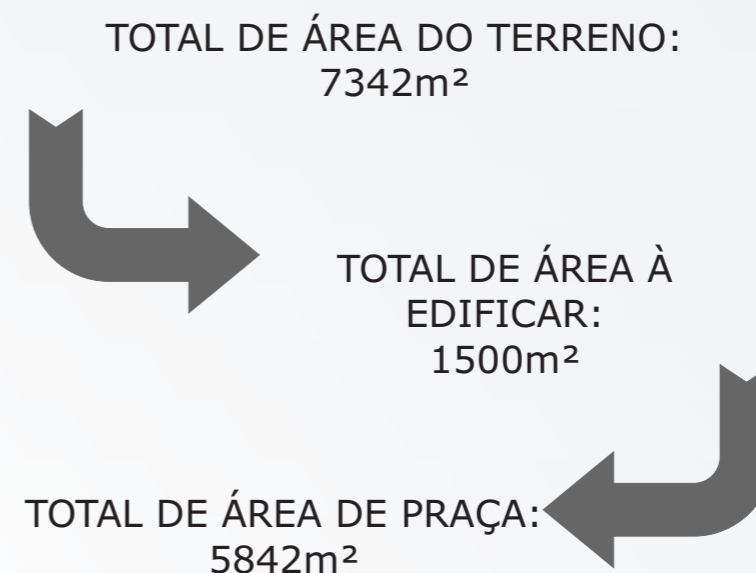 TOTAL DE ÁREA DO TERRENO:
7342m²
TOTAL DE ÁREA À
EDIFICAR:
1500m²
TOTAL DE ÁREA DE PRAÇA:
5842m²